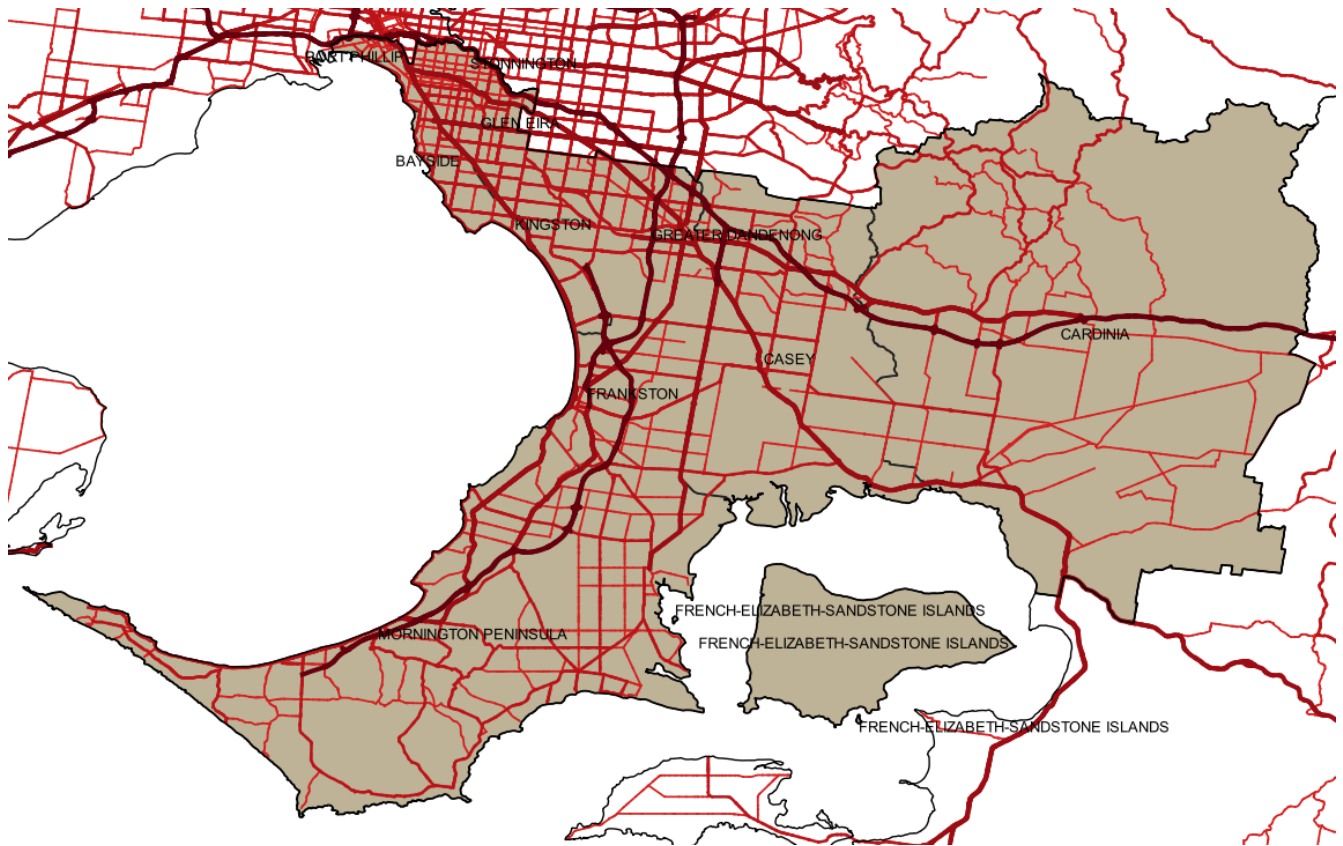 PORT PHILLIP
STONNINGTON
GLEN EIRA
BAYSIDE
KINGSTON
GREATER DANDENONG
CARDINIA
CASEY
FRANKSTON
FRENCH-ELIZABETH-SANDSTONE ISLANDS
MORNINGTON PENINSULA
FRENCH-ELIZABETH-SANDSTONE ISLANDS
FRENCH-ELIZABETH-SANDSTONE ISLANDS